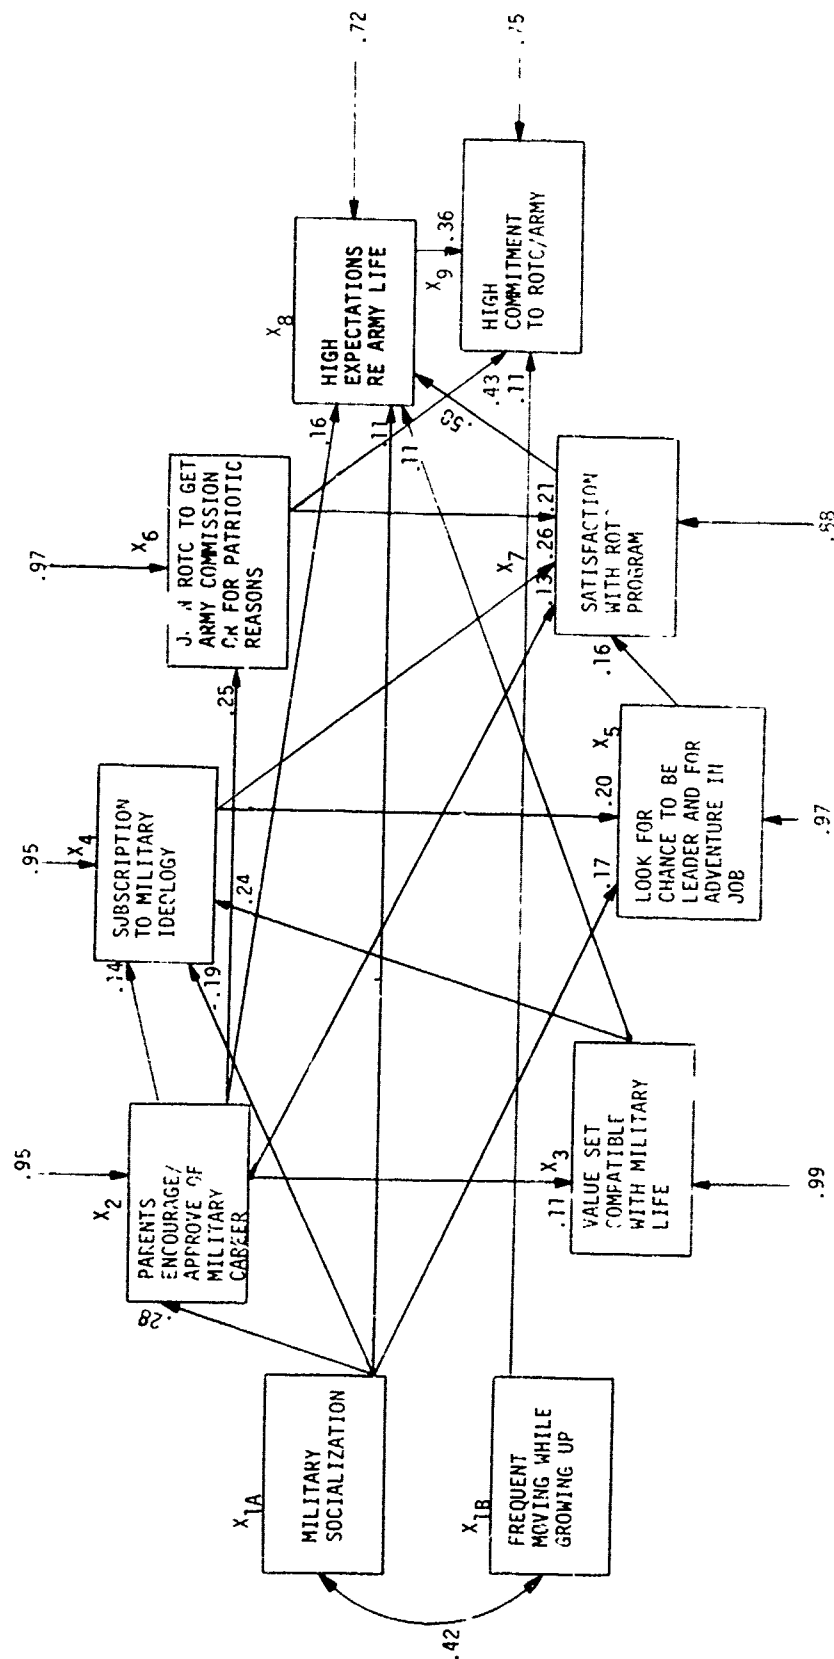 .42
X1A
MILITARY
SOCIALIZATION
X1B
FREQUENT
MOVING WHILE
GROWING UP
.28
.95
X2
PARENTS
ENCOURAGE/
APPROVE OF
MILITARY
CAREER
.11
X3
VALUE SET
COMPATIBLE
WITH MILITARY
LIFE
.99
.14
-.19
.24
.95
X4
SUBSCRIPTION
TO MILITARY
IDEOLOGY
.17
.20
X5
LOOK FOR
CHANCE TO BE
LEADER AND FOR
ADVENTURE IN
JOB
.97
.25
.97
X6
ROTC TO GET
ARMY COMMISSION
OR FOR PATRIOTIC
REASONS
.16
.13
.26
.21
X7
SATISFACTION
WITH ROT
PROGRAM
.16
.11
.11
.50
X8
HIGH
EXPECTATIONS
RE ARMY LIFE
.72
.43
.11
X9
.36
HIGH
COMMITMENT
TO ROTC/ARMY
.75